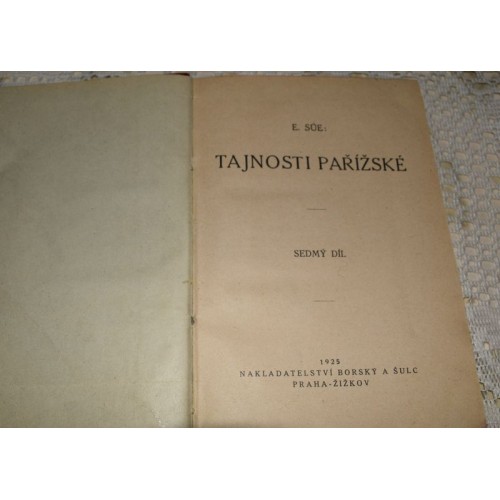 E. SUE:
TAJNOSTI PAŘÍŽSKÉ
SEDMÝ DÍL.
1925
NAKLADATELSTVÍ BORSKÝ A ŠULC
PRAHA-ŽIŽKOV